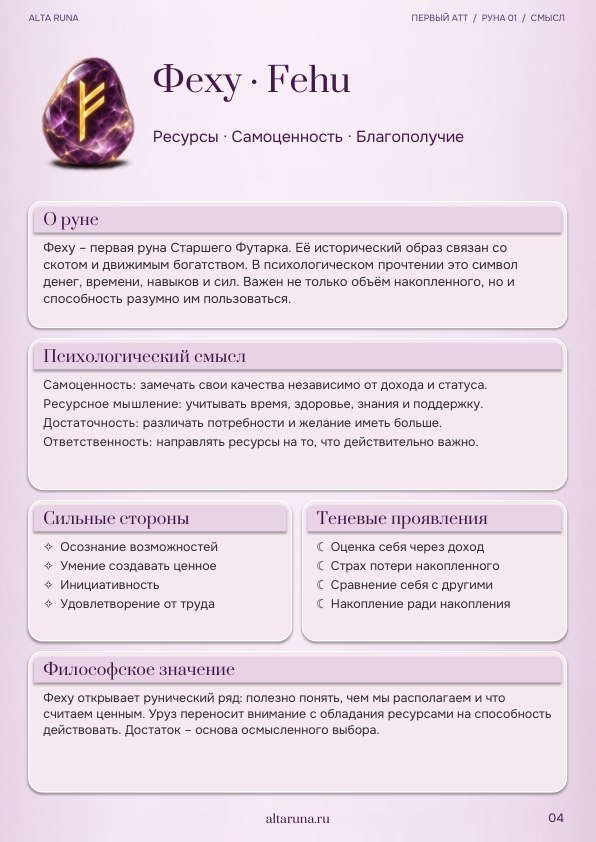 ALTA RUNA
ПЕРВЫЙ АТТ / РУНА 01 / СМЫСЛ
Феху · Fehu
Ресурсы · Самоценность · Благополучие
О руне
Феху – первая руна Старшего Футарка. Её исторический образ связан со
скотом и движимым богатством. В психологическом прочтении это символ
денег, времени, навыков и сил. Важен не только объём накопленного, но и
способность разумно им пользоваться.
Психологический смысл
Самоценность: замечать свои качества независимо от дохода и статуса.
Ресурсное мышление: учитывать время, здоровье, знания и поддержку.
Достаточность: различать потребности и желание иметь больше.
Ответственность: направлять ресурсы на то, что действительно важно.
Сильные стороны
✧ Осознание возможностей
✧ Умение создавать ценное
✧ Инициативность
✧ Удовлетворение от труда
Теневые проявления
☾ Оценка себя через доход
☾ Страх потери накопленного
☾ Сравнение себя с другими
☾ Накопление ради накопления
Философское значение
Феху открывает рунический ряд: полезно понять, чем мы располагаем и что
считаем ценным. Уруз переносит внимание с обладания ресурсами на способность
действовать. Достаток – основа осмысленного выбора.
altaruna.ru
04